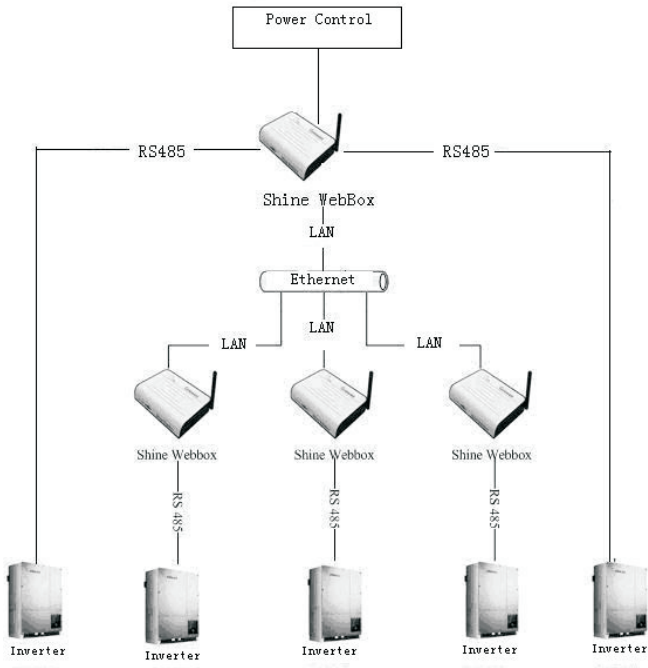 Power Control
RS485
RS485
Shine WebBox
LAN
Ethernet
LAN
LAN
LAN
Shine Webbox
Shine Webbox
Shine Webbox
RS 485
RS 485
RS 485
Inverter
Inverter
Inverter
Inverter
Inverter